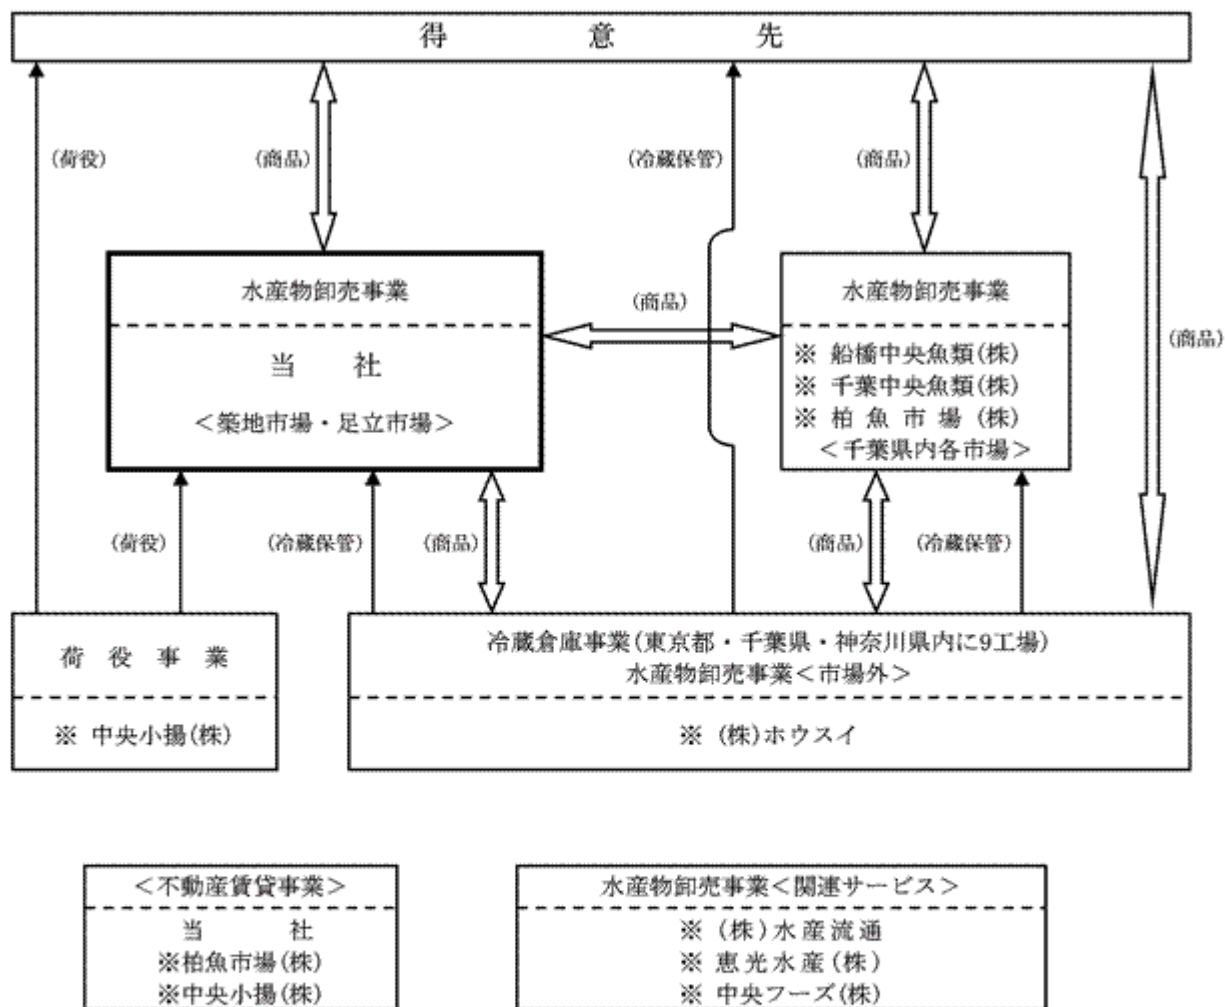 得意先
(荷役)
(商品)
(冷蔵保管)
(商品)
水産物卸売事業
当社
<築地市場・足立市場>
(商品)
水産物卸売事業
※ 船橋中央魚類(株)
※ 千葉中央魚類(株)
※ 柏魚市場(株)
<千葉県内各市場>
(商品)
(荷役)
(冷蔵保管)
(商品)
(商品)
(冷蔵保管)
荷役事業
※ 中央小揚(株)
冷蔵倉庫事業(東京都・千葉県・神奈川県内に9工場)
水産物卸売事業<市場外>
※ (株)ホウスイ
<不動産賃貸事業>
当社
※柏魚市場(株)
※中央小揚(株)
水産物卸売事業<関連サービス>
※ (株)水産流通
※ 恵光水産(株)
※ 中央フーズ(株)